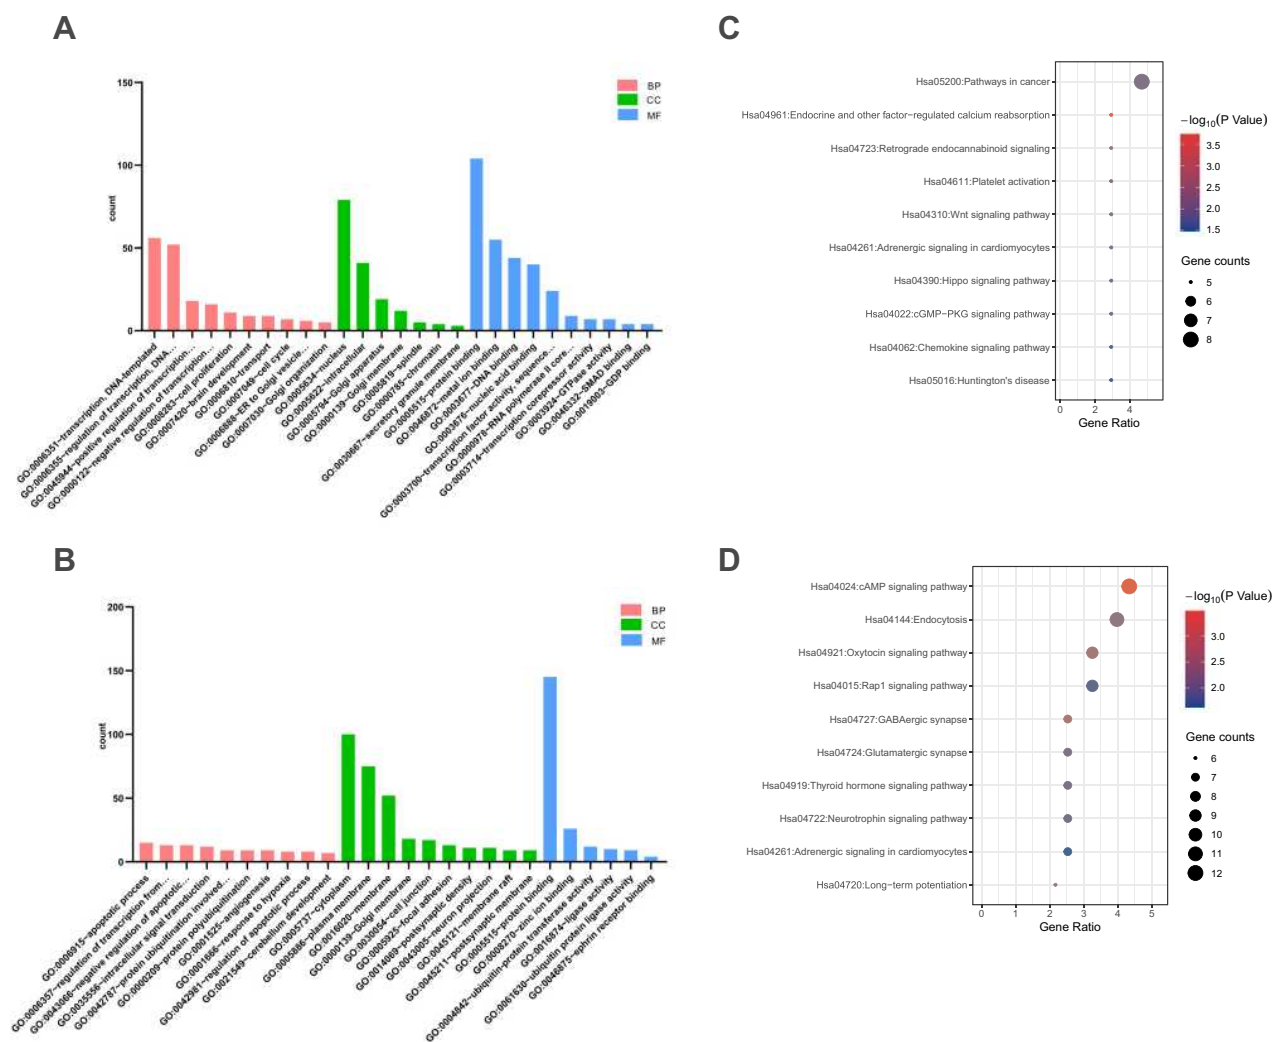 A
150
100
50
0
count
BP
CC
MF
GO:0006351~transcription, DNA-templated
GO:0006355~regulation of transcription, DNA...
GO:0045944~positive regulation of transcription...
GO:0000122~negative regulation of transcription...
GO:0008283~cell proliferation
GO:0007420~brain development
GO:0006810~transport
GO:0007049~cell cycle
GO:0006888~ER to Golgi vesicle...
GO:0007030~Golgi organization
GO:0005634~nucleus
GO:0005622~intracellular
GO:0005794~Golgi apparatus
GO:0000139~Golgi membrane
GO:0005819~spindle
GO:0000785~chromatin
GO:0030667~secretory granule membrane
GO:0005515~protein binding
GO:0046872~metal ion binding
GO:0003677~DNA binding
GO:0003676~nucleic acid binding
GO:0003700~transcription factor activity, sequence...
GO:0000978~RNA polymerase II core...
GO:0003714~transcription corepressor activity
GO:0003924~GTPase activity
GO:0046332~SMAD binding
GO:0019003~GDP binding
C
Hsa05200:Pathways in cancer
Hsa04961:Endocrine and other factor−regulated calcium reabsorption
Hsa04723:Retrograde endocannabinoid signaling
Hsa04611:Platelet activation
Hsa04310:Wnt signaling pathway
Hsa04261:Adrenergic signaling in cardiomyocytes
Hsa04390:Hippo signaling pathway
Hsa04022:cGMP−PKG signaling pathway
Hsa04062:Chemokine signaling pathway
Hsa05016:Huntington's disease
0 2 4
Gene Ratio
−log10(P Value)
3.5
3.0
2.5
2.0
1.5
Gene counts
5
6
7
8
B
200
150
100
50
0
count
BP
CC
MF
GO:0006915~apoptotic process
GO:0006357~regulation of transcription from...
GO:0043066~negative regulation of apoptotic...
GO:0035556~intracellular signal transduction
GO:0042787~protein ubiquitination involved...
GO:0000209~protein polyubiquitination
GO:0001525~angiogenesis
GO:0001666~response to hypoxia
GO:0042981~regulation of apoptotic process
GO:0021549~cerebellum development
GO:0005737~cytoplasm
GO:0005886~plasma membrane
GO:0016020~membrane
GO:0000139~Golgi membrane
GO:0030054~cell junction
GO:0005925~focal adhesion
GO:0014069~postsynaptic density
GO:0043005~neuron projection
GO:0045121~membrane raft
GO:0045211~postsynaptic membrane
GO:0005515~protein binding
GO:0008270~zinc ion binding
GO:0004842~ubiquitin-protein transferase activity
GO:0016874~ligase activity
GO:0061630~ubiquitin protein ligase activity
GO:0046875~ephrin receptor binding
D
Hsa04024:cAMP signaling pathway
Hsa04144:Endocytosis
Hsa04921:Oxytocin signaling pathway
Hsa04015:Rap1 signaling pathway
Hsa04727:GABAergic synapse
Hsa04724:Glutamatergic synapse
Hsa04919:Thyroid hormone signaling pathway
Hsa04722:Neurotrophin signaling pathway
Hsa04261:Adrenergic signaling in cardiomyocytes
Hsa04720:Long−term potentiation
0 1 2 3 4 5
Gene Ratio
−log10(P Value)
3.0
2.5
2.0
Gene counts
6
7
8
9
10
11
12